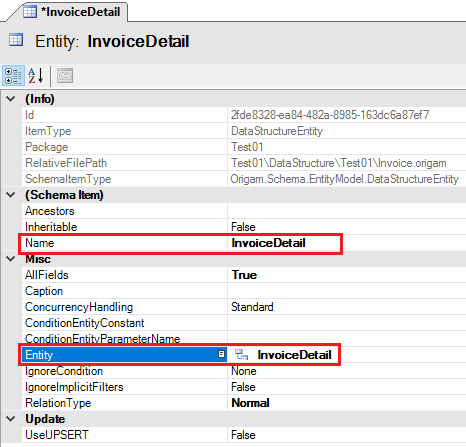 *InvoiceDetail
Entity: InvoiceDetail
(Info)
Id 2fde8328-ea84-482a-8985-163dc6a87ef7
ItemType DataStructureEntity
Package Test01
RelativeFilePath Test01\DataStructure\Test01\Invoice.origam
SchemaItemType Origam.Schema.EntityModel.DataStructureEntity
(Schema Item)
Ancestors
Inheritable False
Name InvoiceDetail
Misc
AllFields True
Caption
ConcurrencyHandling Standard
ConditionEntityConstant
ConditionEntityParameterName
Entity InvoiceDetail
IgnoreCondition None
IgnoreImplicitFilters False
RelationType Normal
Update
UseUPSERT False